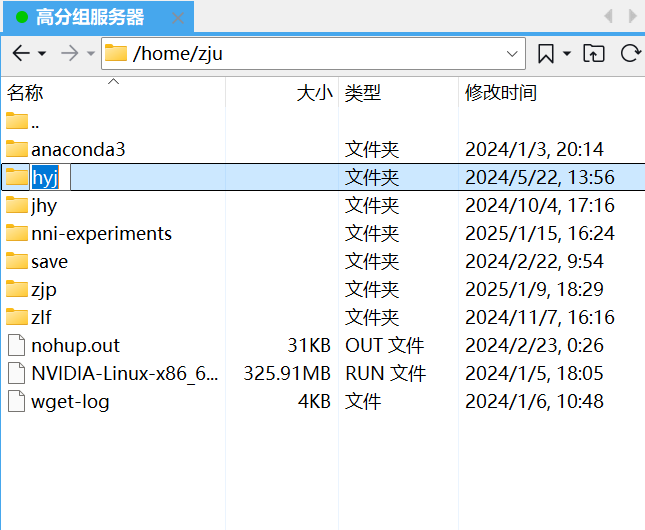 高分组服务器
/home/zju
名称 大小 类型 修改时间
..
anaconda3 文件夹 2024/1/3, 20:14
hyj 文件夹 2024/5/22, 13:56
jhy 文件夹 2024/10/4, 17:16
nni-experiments 文件夹 2025/1/15, 16:24
save 文件夹 2024/2/22, 9:54
zjp 文件夹 2025/1/9, 18:29
zlf 文件夹 2024/11/7, 16:16
nohup.out 31KB OUT 文件 2024/2/23, 0:26
NVIDIA-Linux-x86_6... 325.91MB RUN 文件 2024/1/5, 18:05
wget-log 4KB 文件 2024/1/6, 10:48